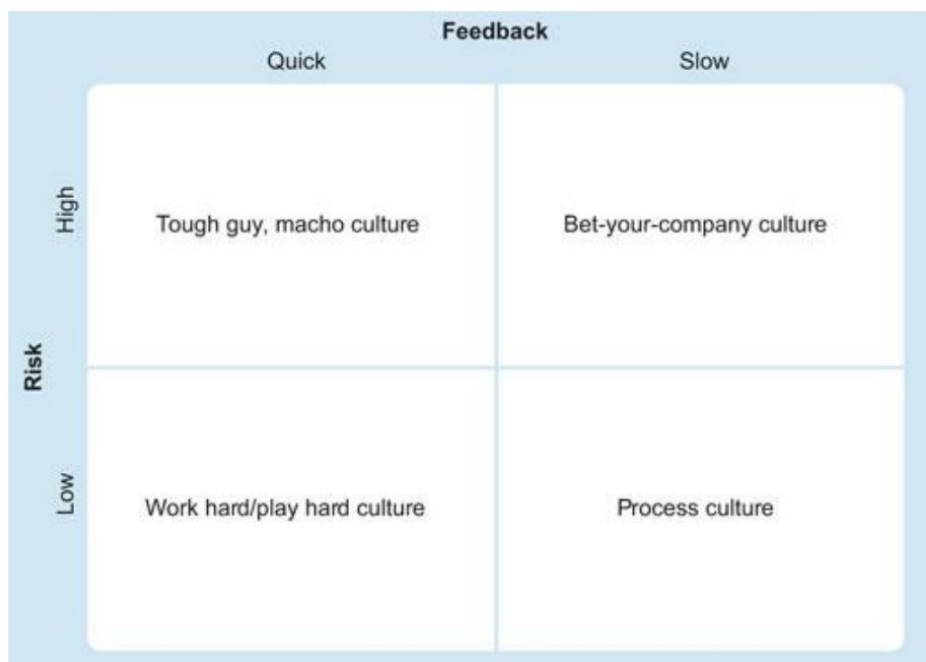 Feedback
Quick
Slow
High
Tough guy, macho culture
Bet-your-company culture
Risk
Low
Work hard/play hard culture
Process culture